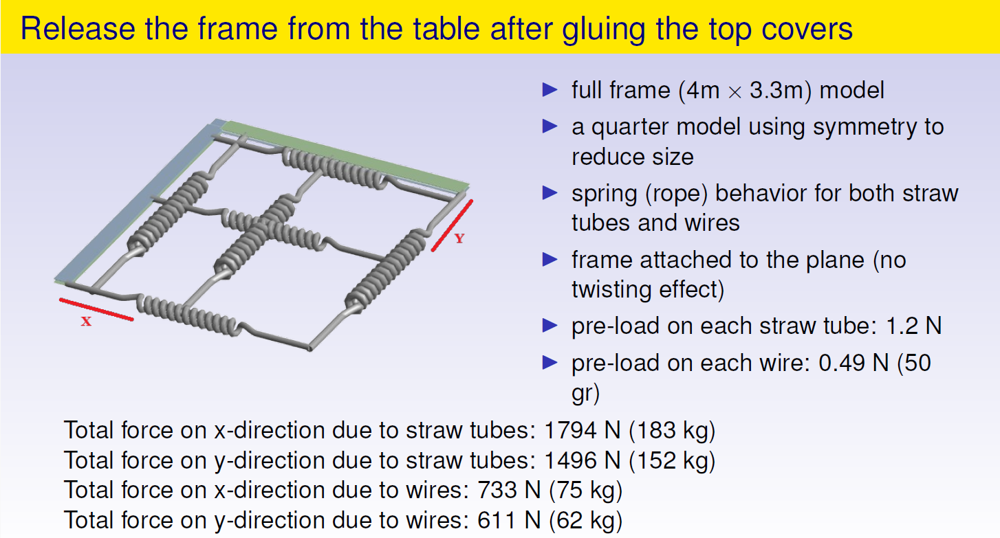 Release the frame from the table after gluing the top covers
► full frame (4m × 3.3m) model
► a quarter model using symmetry to
reduce size
► spring (rope) behavior for both straw
tubes and wires
► frame attached to the plane (no
twisting effect)
► pre-load on each straw tube: 1.2 N
► pre-load on each wire: 0.49 N (50
gr)
Y
X
Total force on x-direction due to straw tubes: 1794 N (183 kg)
Total force on y-direction due to straw tubes: 1496 N (152 kg)
Total force on x-direction due to wires: 733 N (75 kg)
Total force on y-direction due to wires: 611 N (62 kg)